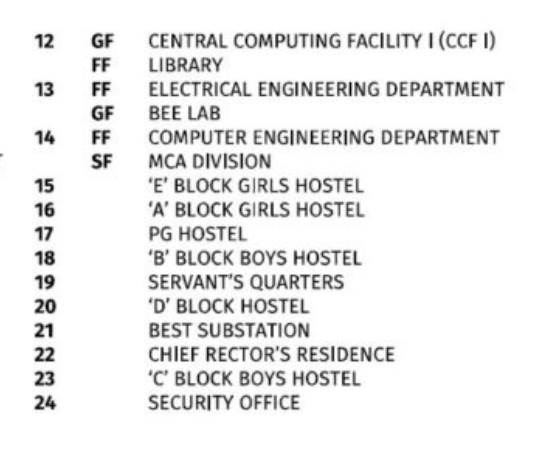 12 GF CENTRAL COMPUTING FACILITY I (CCF I)
FF LIBRARY
13 FF ELECTRICAL ENGINEERING DEPARTMENT
GF BEE LAB
14 FF COMPUTER ENGINEERING DEPARTMENT
SF MCA DIVISION
15 ‘E’ BLOCK GIRLS HOSTEL
16 ‘A’ BLOCK GIRLS HOSTEL
17 PG HOSTEL
18 ‘B’ BLOCK BOYS HOSTEL
19 SERVANT’S QUARTERS
20 ‘D’ BLOCK HOSTEL
21 BEST SUBSTATION
22 CHIEF RECTOR’S RESIDENCE
23 ‘C’ BLOCK BOYS HOSTEL
24 SECURITY OFFICE